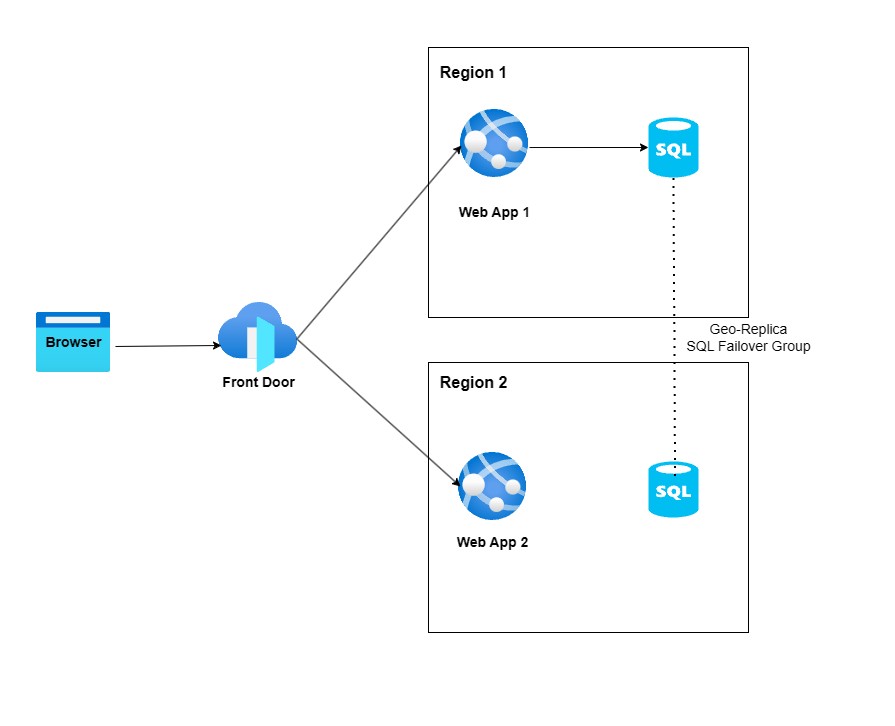 Region 1
SQL
Web App 1
Geo-Replica
SQL Failover Group
Browser
Front Door
Region 2
SQL
Web App 2